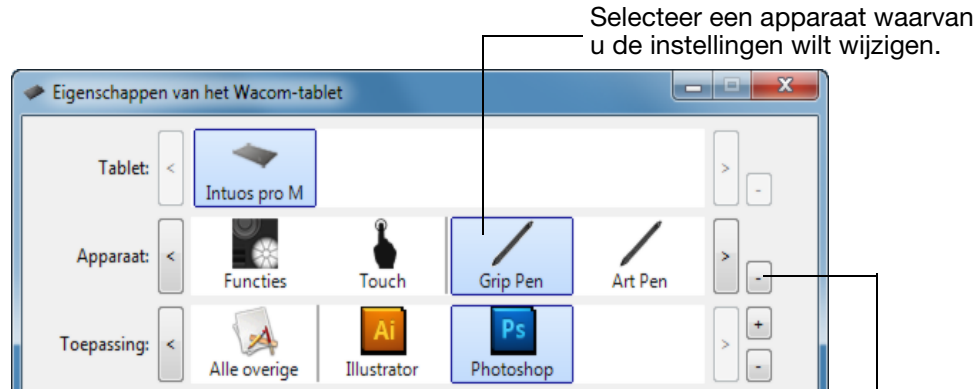 Selecteer een apparaat waarvan
u de instellingen wilt wijzigen.
Eigenschappen van het Wacom-tablet
Tablet:
<
Intuos pro M
>
-
Apparaat:
<
Functies
Touch
Grip Pen
Art Pen
>
-
Toepassing:
<
Alle overige
Ai
Illustrator
Ps
Photoshop
>
+
-